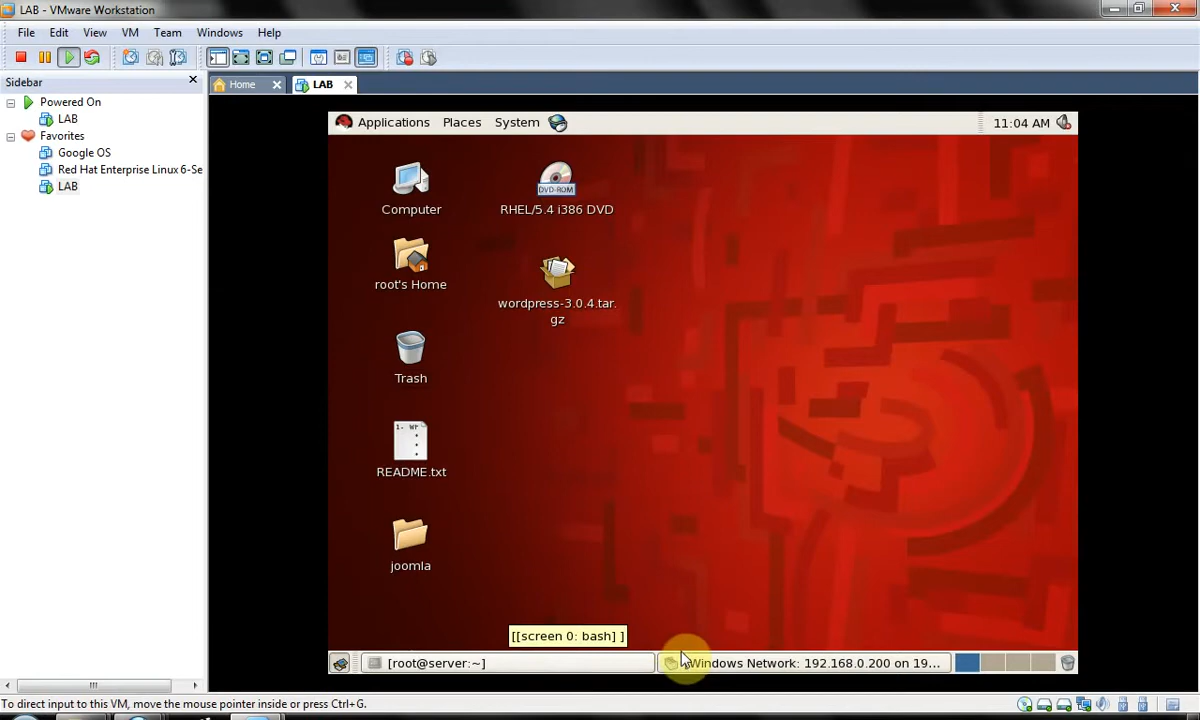 LAB - VMware Workstation
File Edit View VM Team Windows Help
Sidebar
Home LAB
Powered On
LAB
Favorites
Google OS
Red Hat Enterprise Linux 6-Se
LAB
Applications Places System 11:04 AM
Computer
DVD-ROM
RHEL/5.4 i386 DVD
root's Home
wordpress-3.0.4.tar.
gz
Trash
README.txt
joomla
[[screen 0: bash] ]
[root@server:~] Windows Network: 192.168.0.200 on 19...
To direct input to this VM, move the mouse pointer inside or press Ctrl+G.